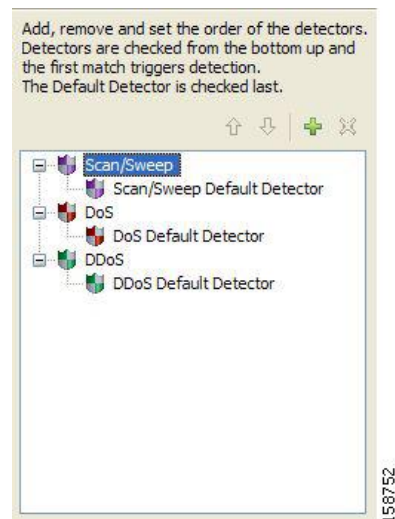 Add, remove and set the order of the detectors.
Detectors are checked from the bottom up and
the first match triggers detection.
The Default Detector is checked last.
Scan/Sweep
Scan/Sweep Default Detector
DoS
DoS Default Detector
DDoS
DDoS Default Detector
158752